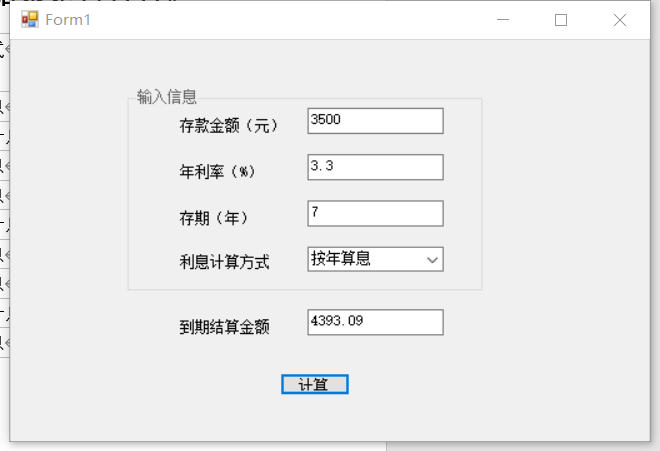 Form1
输入信息
存款金额（元） 3500
年利率（%） 3.3
存期（年） 7
利息计算方式 按年算息
到期结算金额 4393.09
计算